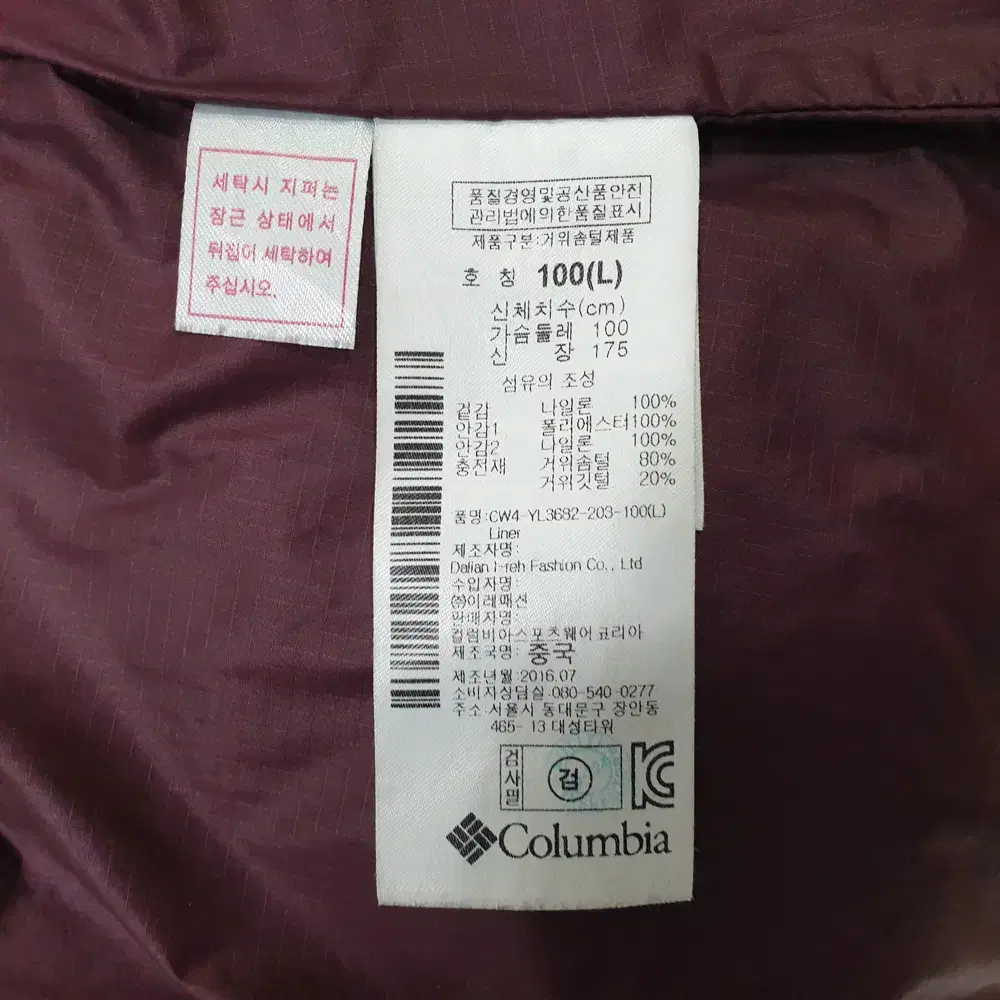 세탁시 지퍼는
잠근 상태에서
뒤집어 세탁하여
주십시오.
품질경영및공산품안전
관리법에의한품질표시
제품구분:거위솜털제품
호 칭 100(L)
신체치수(cm)
가슴둘레 100
신 장 175
섬유의 조성
겉감 나일론 100%
안감1 폴리에스터100%
안감2 나일론 100%
충전재 거위솜털 80%
거위깃털 20%
품명:CW4-YL3682-203-100(L)
Liner
제조자명:
Dalian I-reh Fashion Co., Ltd
수입자명:
㈜이레패션
판매자명:
컬럼비아스포츠웨어코리아
제조국명: 중국
제조년월:2016.07
소비자상담실:080-540-0277
주소:서울시 동대문구 장안동
465-13 대성타워
검사필
검
KC
Columbia